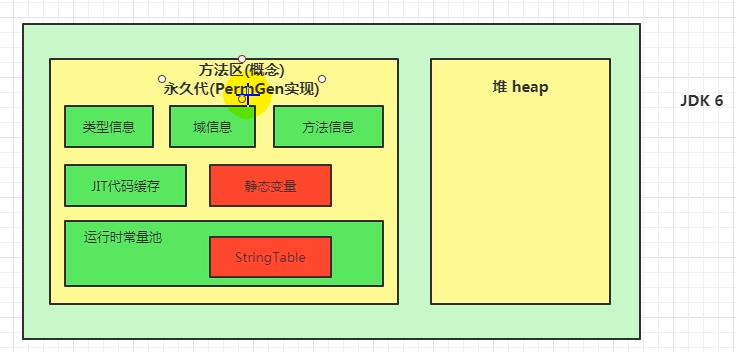 方法区(概念)
永久代(PermGen实现)
堆 heap
JDK 6
类型信息
域信息
方法信息
JIT代码缓存
静态变量
运行时常量池
StringTable